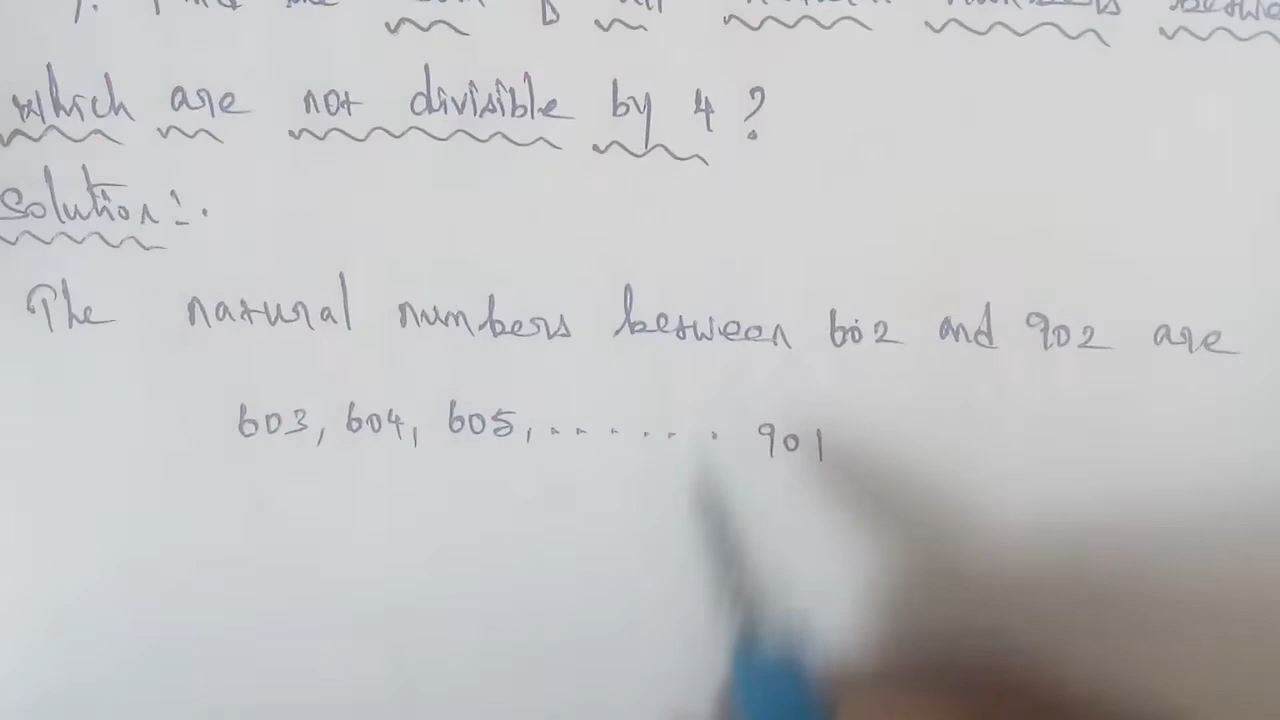 which are not divisible by 4 ?
Solution:.
The natural numbers between 602 and 902 are
603, 604, 605, ....... 901